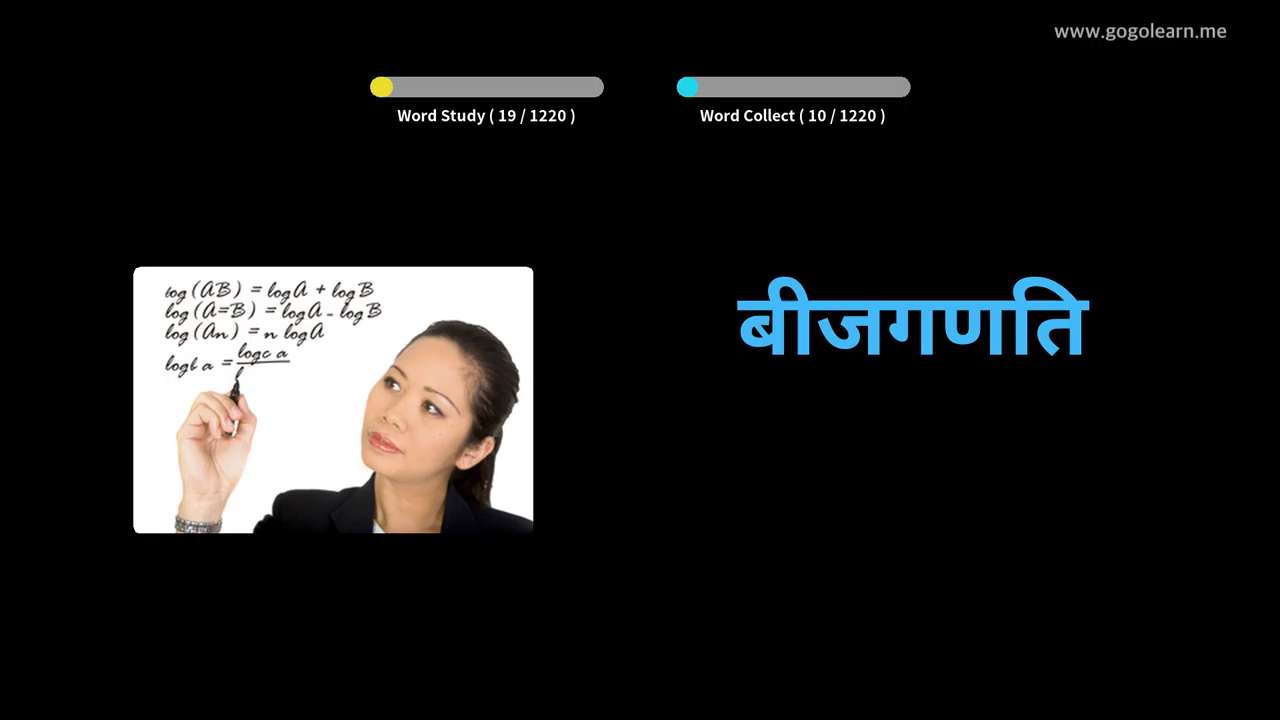 www.gogolearn.me
Word Study ( 19 / 1220 )
Word Collect ( 10 / 1220 )
log (AB) = logA + logB
log (A=B) = logA - logB
log (An) = n logA
logb a = logc a
बीजगणति